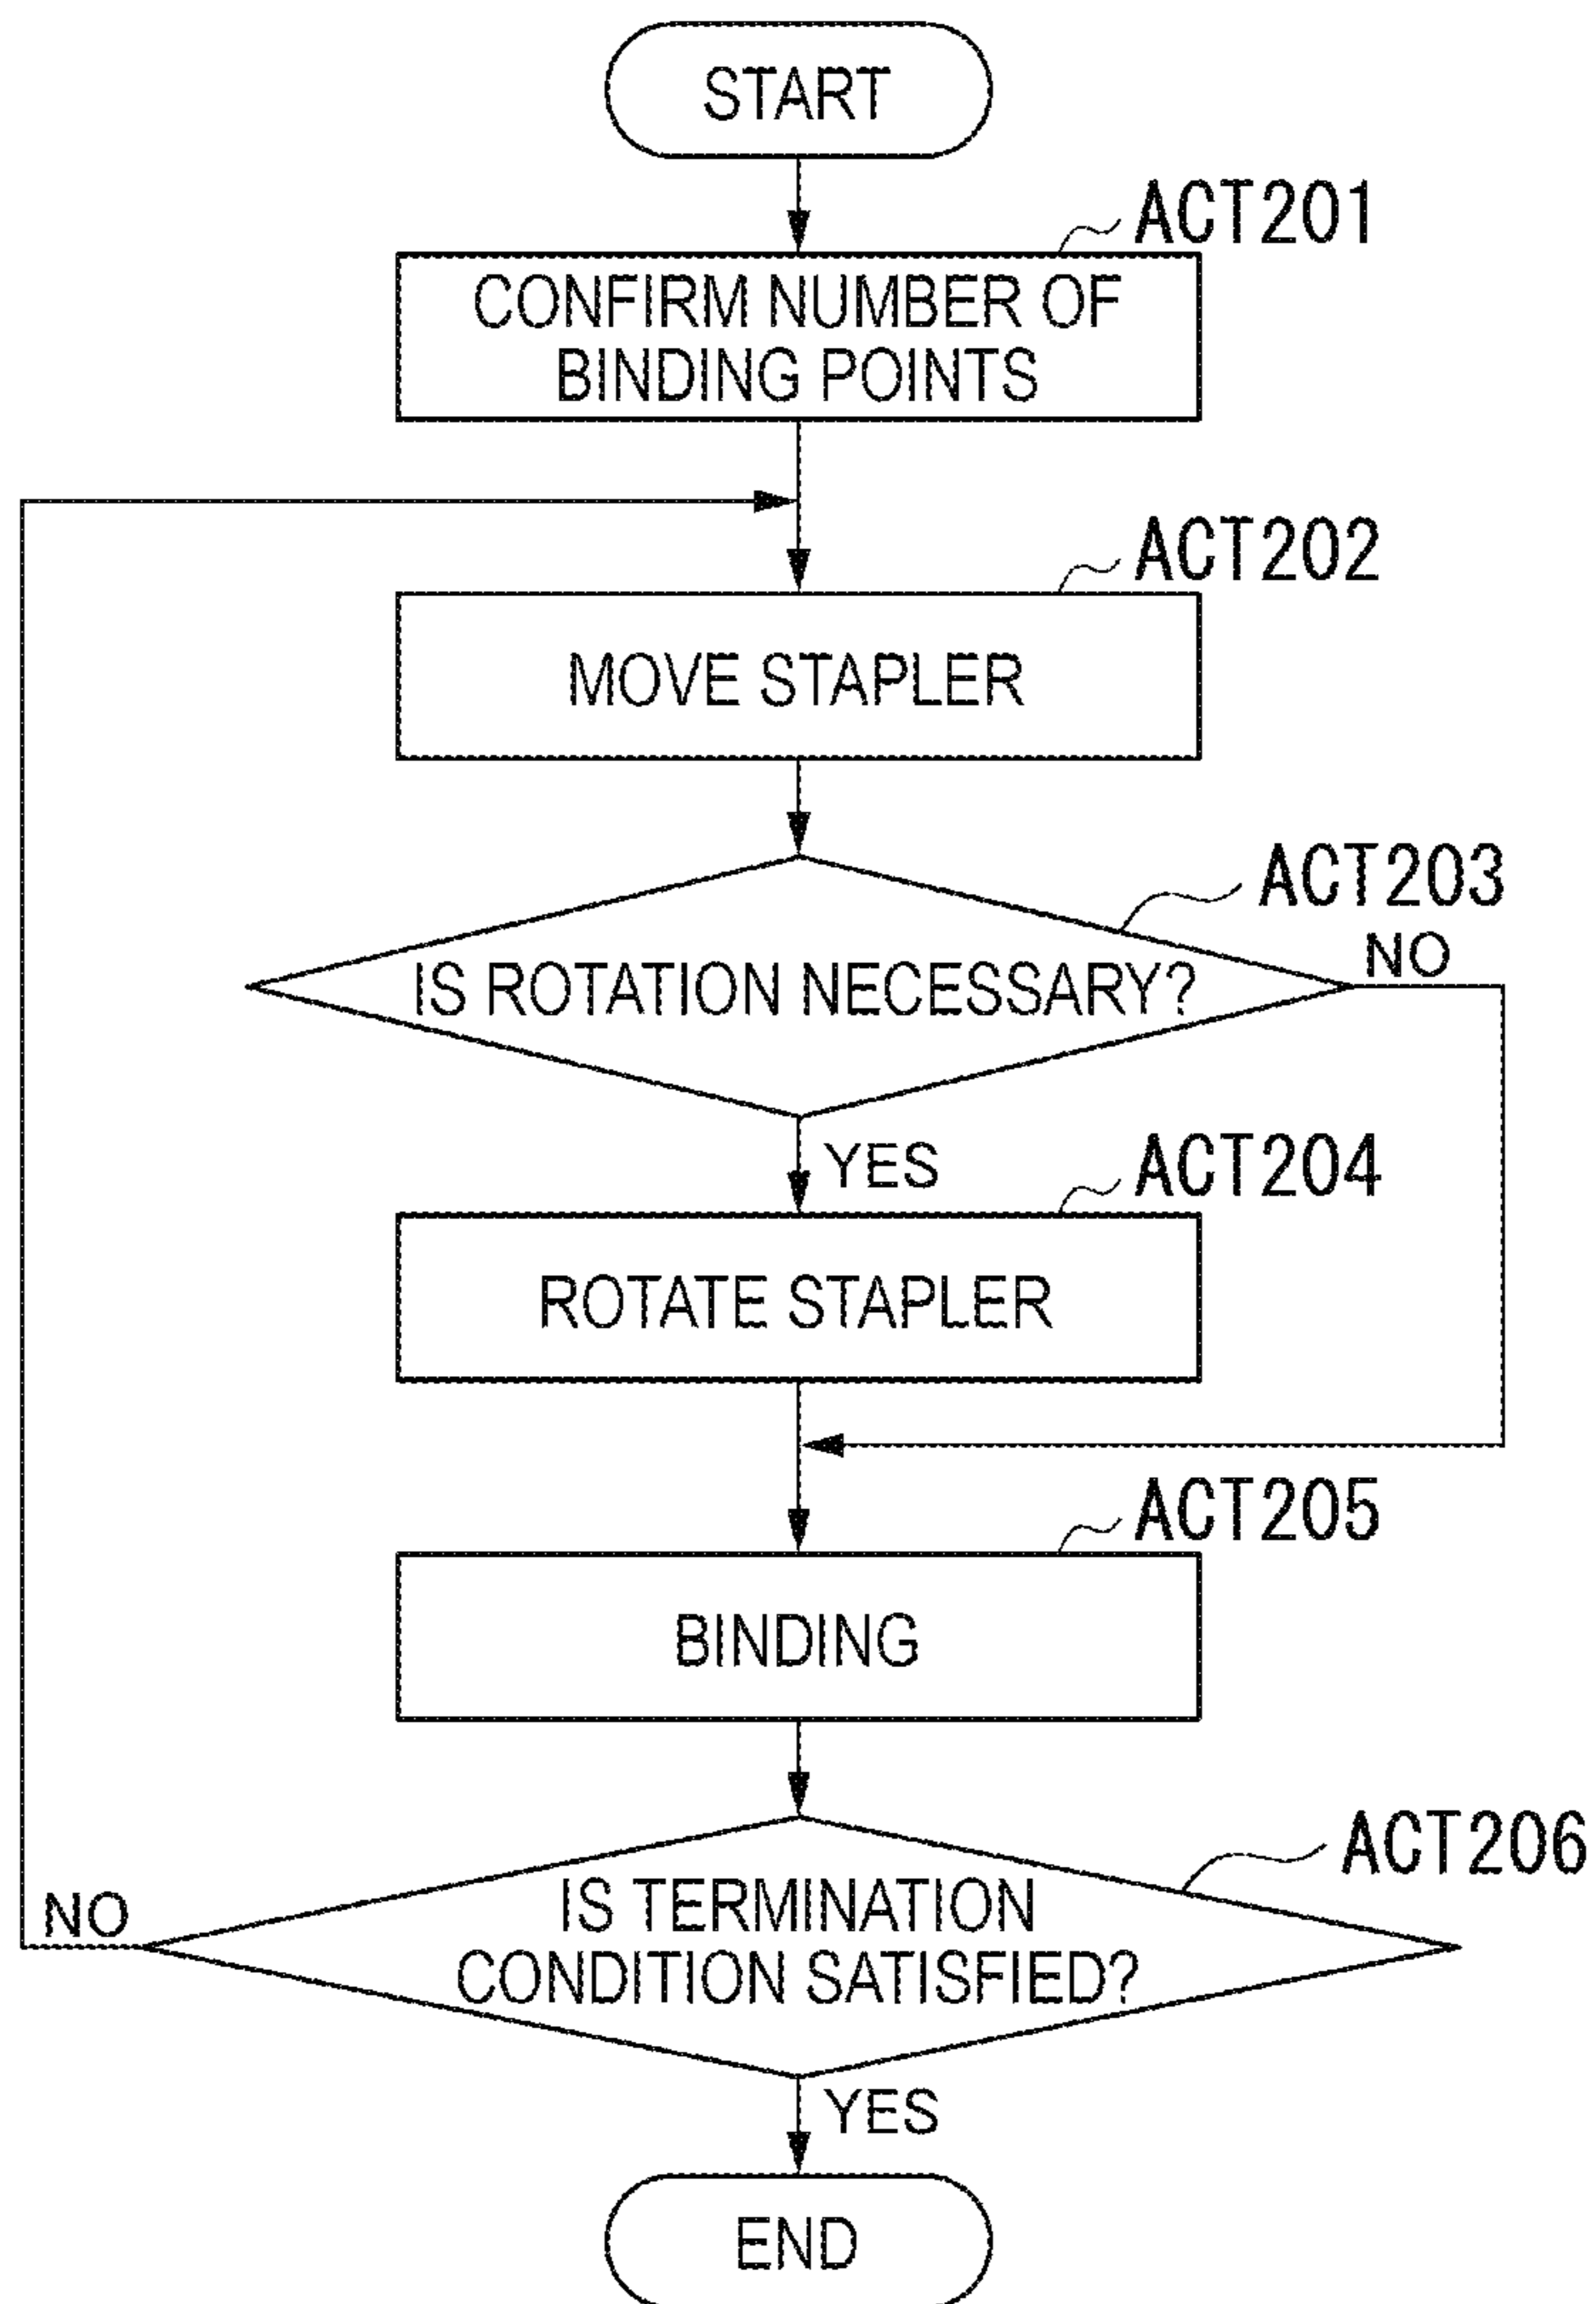 START
ACT201
CONFIRM NUMBER OF
BINDING POINTS
ACT202
MOVE STAPLER
ACT203
IS ROTATION NECESSARY?
NO
YES
ACT204
ROTATE STAPLER
ACT205
BINDING
ACT206
IS TERMINATION
CONDITION SATISFIED?
NO
YES
END